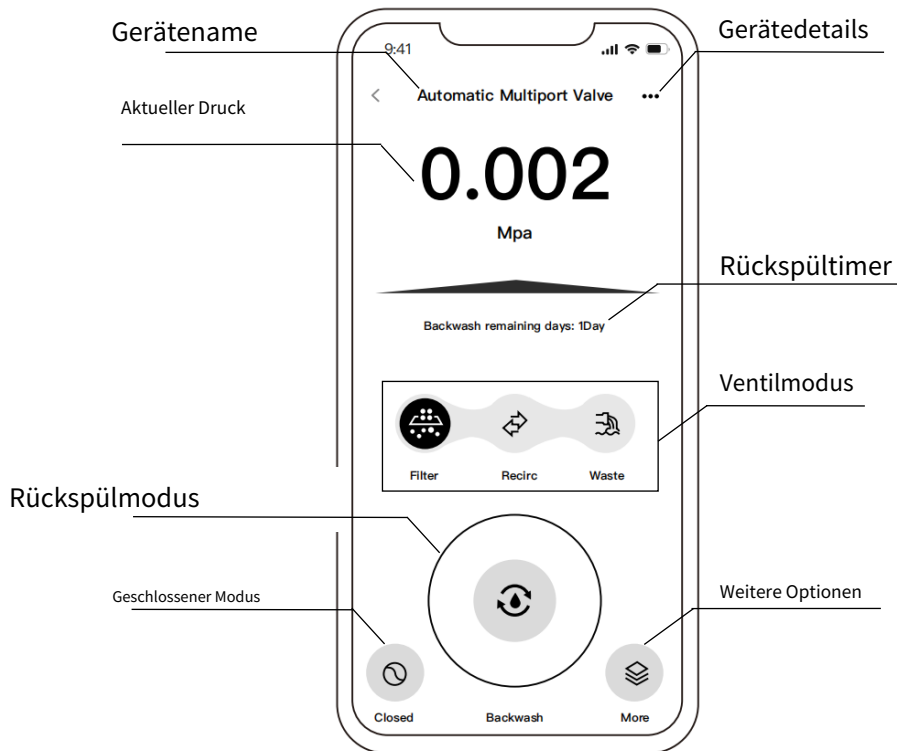 Gerätename
Gerätedetails
9:41
Automatic Multiport Valve
Aktueller Druck
0.002
Mpa
Rückspültimer
Backwash remaining days: 1Day
Ventilmodus
Filter
Recirc
Waste
Rückspülmodus
Geschlossener Modus
Weitere Optionen
Closed
Backwash
More